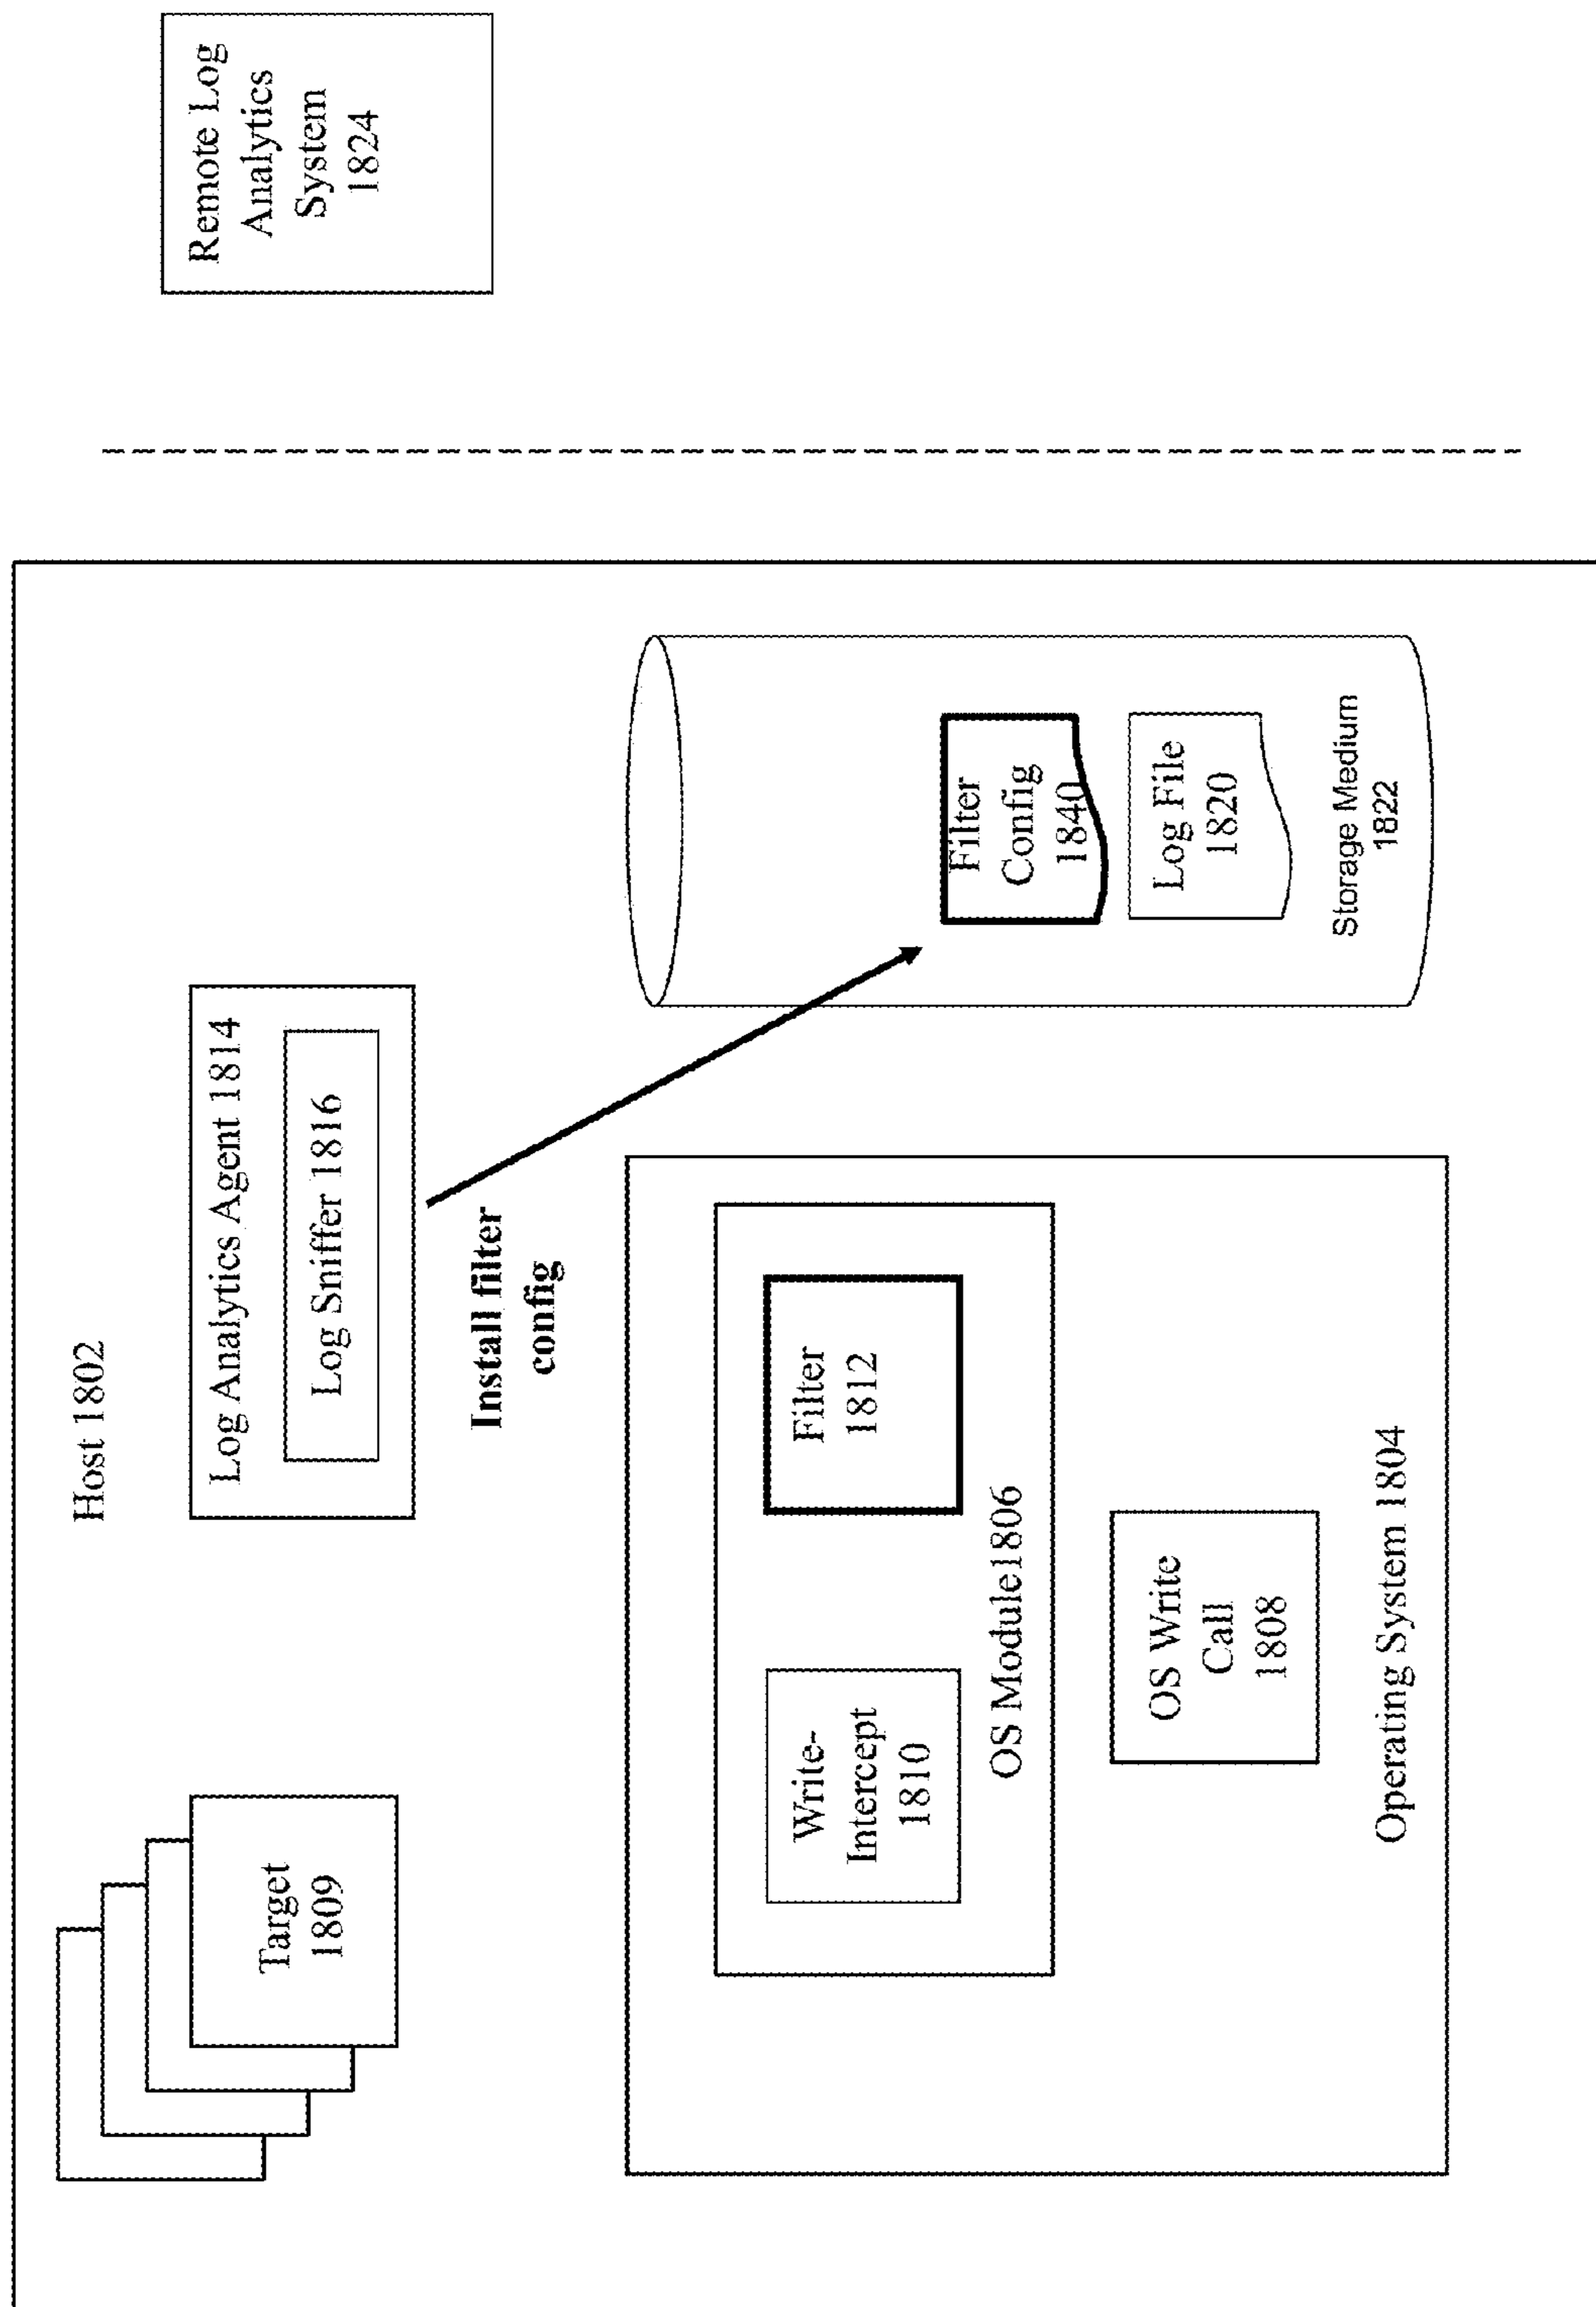 Host 1802
Target
1809
Log Analytics Agent 1814
Log Sniffer 1816
Install filter
config
Write-
Intercept
1810
Filter
1812
OS Module1806
OS Write
Call
1808
Operating System 1804
Filter
Config
1840
Log File
1820
Storage Medium
1822
Remote Log
Analytics
System
1824